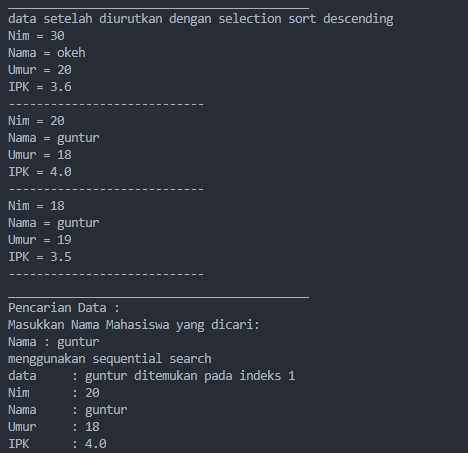 ___________________________________________
data setelah diurutkan dengan selection sort descending
Nim = 30
Nama = okeh
Umur = 20
IPK = 3.6
----------------------------
Nim = 20
Nama = guntur
Umur = 18
IPK = 4.0
----------------------------
Nim = 18
Nama = guntur
Umur = 19
IPK = 3.5
----------------------------
___________________________________________
Pencarian Data :
Masukkan Nama Mahasiswa yang dicari:
Nama : guntur
menggunakan sequential search
data     : guntur ditemukan pada indeks 1
Nim      : 20
Nama     : guntur
Umur     : 18
IPK      : 4.0